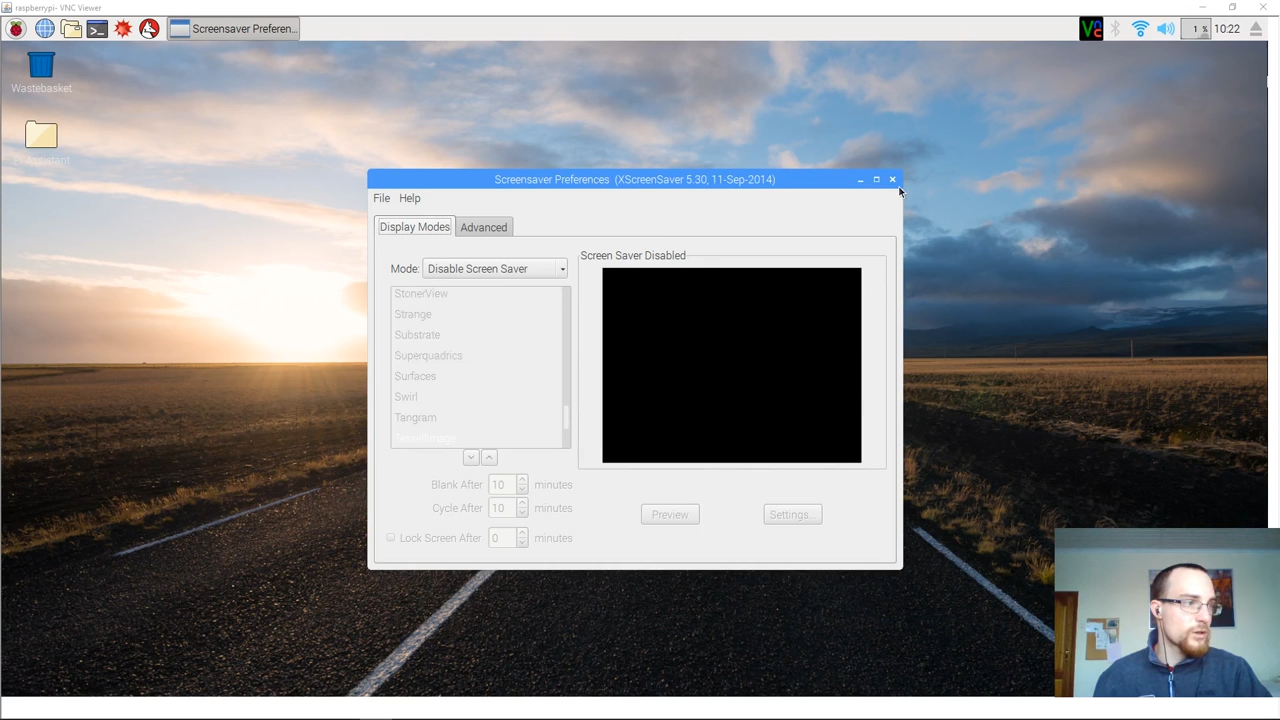 raspberrypi- VNC Viewer
Screensaver Preferen...
1 %
10:22
Wastebasket
Screensaver Preferences (XScreenSaver 5.30, 11-Sep-2014)
File Help
Display Modes Advanced
Mode: Disable Screen Saver
Screen Saver Disabled
StonerView
Strange
Substrate
Superquadrics
Surfaces
Swirl
Tangram
Blank After 10 minutes
Cycle After 10 minutes
Lock Screen After 0 minutes
Preview
Settings...